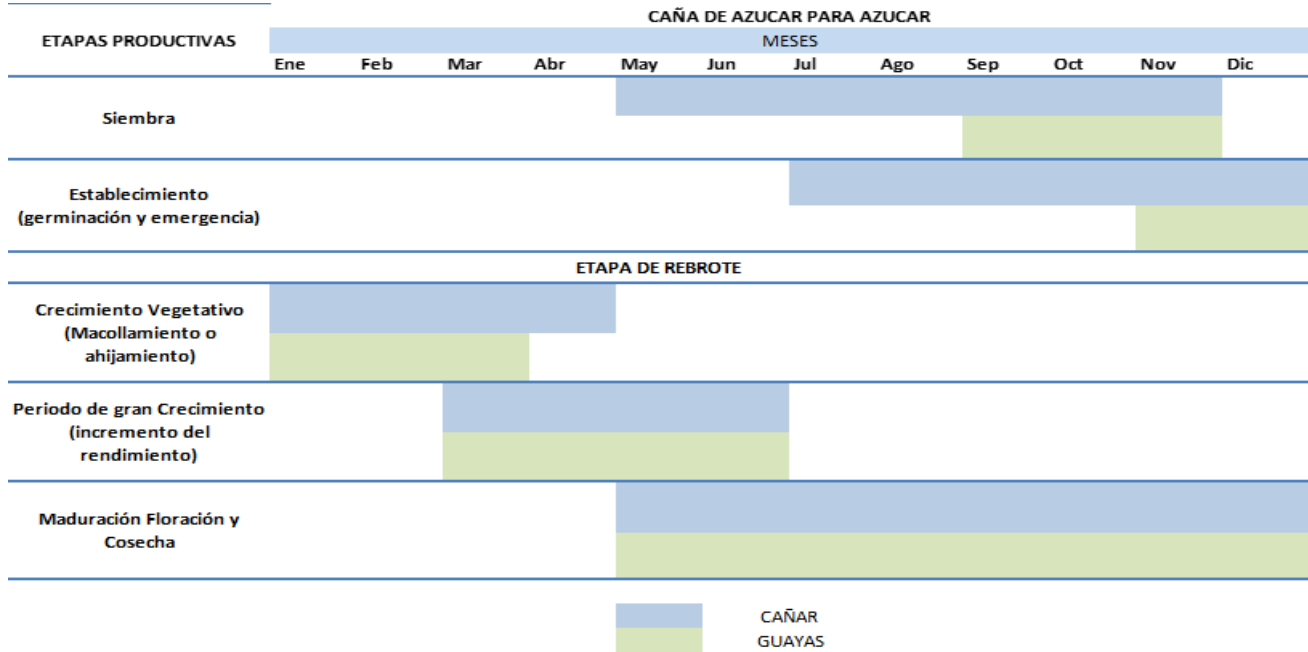 CAÑA DE AZUCAR PARA AZUCAR
ETAPAS PRODUCTIVAS
MESES
Ene Feb Mar Abr May Jun Jul Ago Sep Oct Nov Dic
Siembra
Establecimiento
(germinación y emergencia)
ETAPA DE REBROTE
Crecimiento Vegetativo
(Macollamiento o
ahijamiento)
Periodo de gran Crecimiento
(incremento del
rendimiento)
Maduración Floración y
Cosecha
CAÑAR
GUAYAS